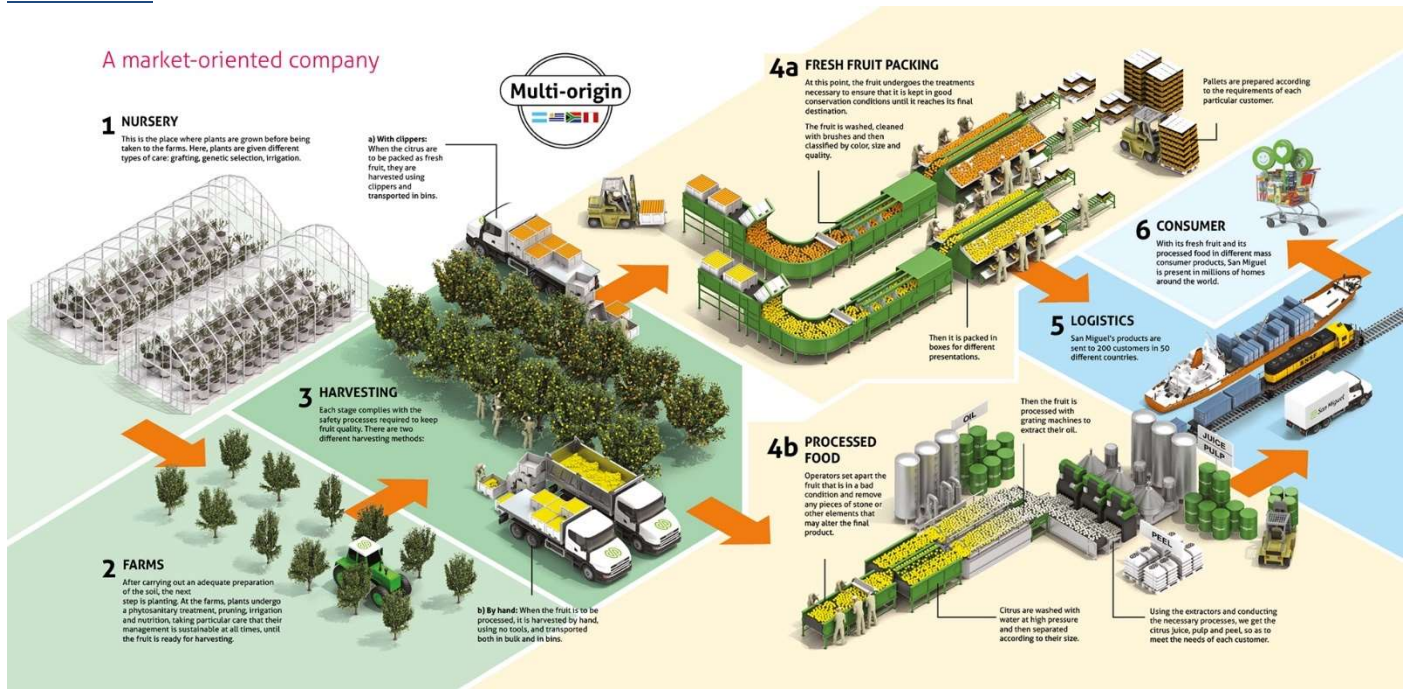 A market-oriented company
Multi-origin
1 NURSERY
This is the place where plants are grown before being
taken to the farms. Here, plants are given different
types of care: grafting, genetic selection, irrigation.
2 FARMS
After carrying out an adequate preparation
of the soil, the next
step is planting. At the farms, plants undergo
a phytosanitary treatment, pruning, irrigation
and nutrition, taking particular care that their
management is sustainable at all times, until
the fruit is ready for harvesting.
3 HARVESTING
Each stage complies with the
safety processes required to keep
fruit quality. There are two
different harvesting methods:
a) With clippers:
When the citrus are
to be packed as fresh
fruit, they are
harvested using
clippers and
transported in bins.
b) By hand: When the fruit is to be
processed, it is harvested by hand,
using no tools, and transported
both in bulk and in bins.
4a FRESH FRUIT PACKING
At this point, the fruit undergoes the treatments
necessary to ensure that it is kept in good
conservation conditions until it reaches its final
destination.
The fruit is washed, cleaned
with brushes and then
classified by color, size and
quality.
Then it is packed in
boxes for different
presentations.
Pallets are prepared according
to the requirements of each
particular customer.
4b PROCESSED
FOOD
Operators set apart the
fruit that is in a bad
condition and remove
any pieces of stone or
other elements that
may alter the final
product.
Citrus are washed with
water at high pressure
and then separated
according to their size.
Then the fruit is
processed with
grating machines to
extract their oil.
Using the extractors and conducting
the necessary processes, we get the
citrus juice, pulp and peel, so as to
meet the needs of each customer.
OIL
JUICE
PULP
PEEL
5 LOGISTICS
San Miguel's products are
sent to 200 customers in 50
different countries.
BNSF
San Miguel
6 CONSUMER
With its fresh fruit and its
processed food in different mass
consumer products, San Miguel
is present in millions of homes
around the world.